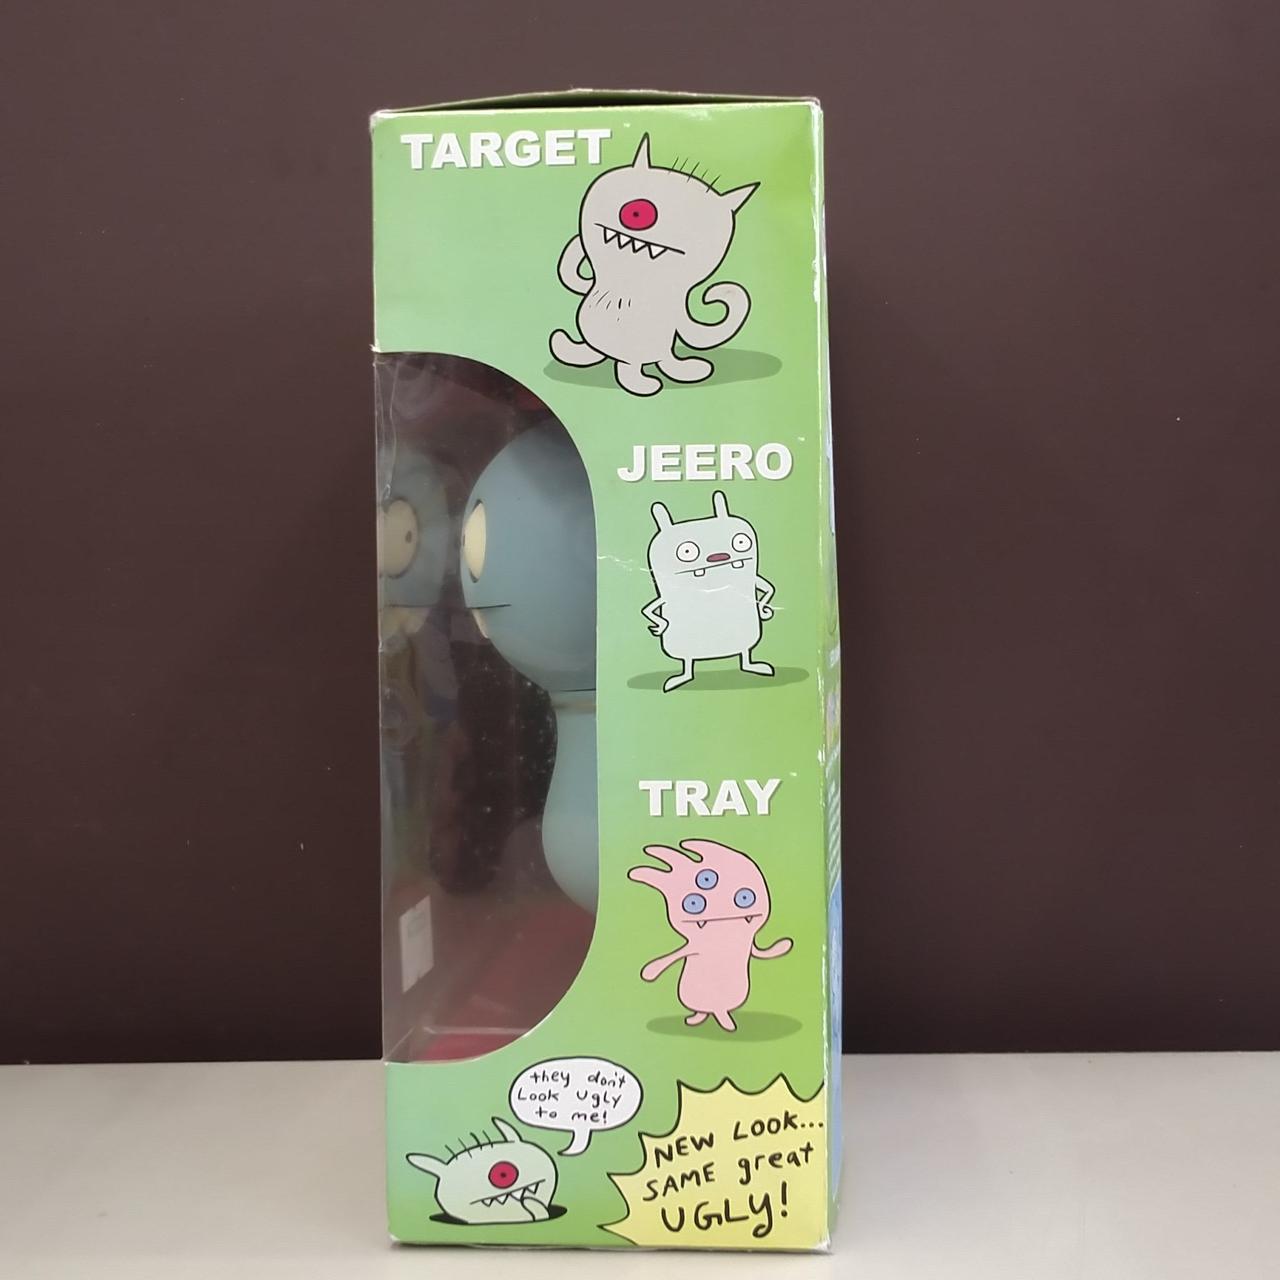 TARGET
JEERO
TRAY
they don't
Look Ugly
to me!
NEW LOOK...
SAME great
UGLY!